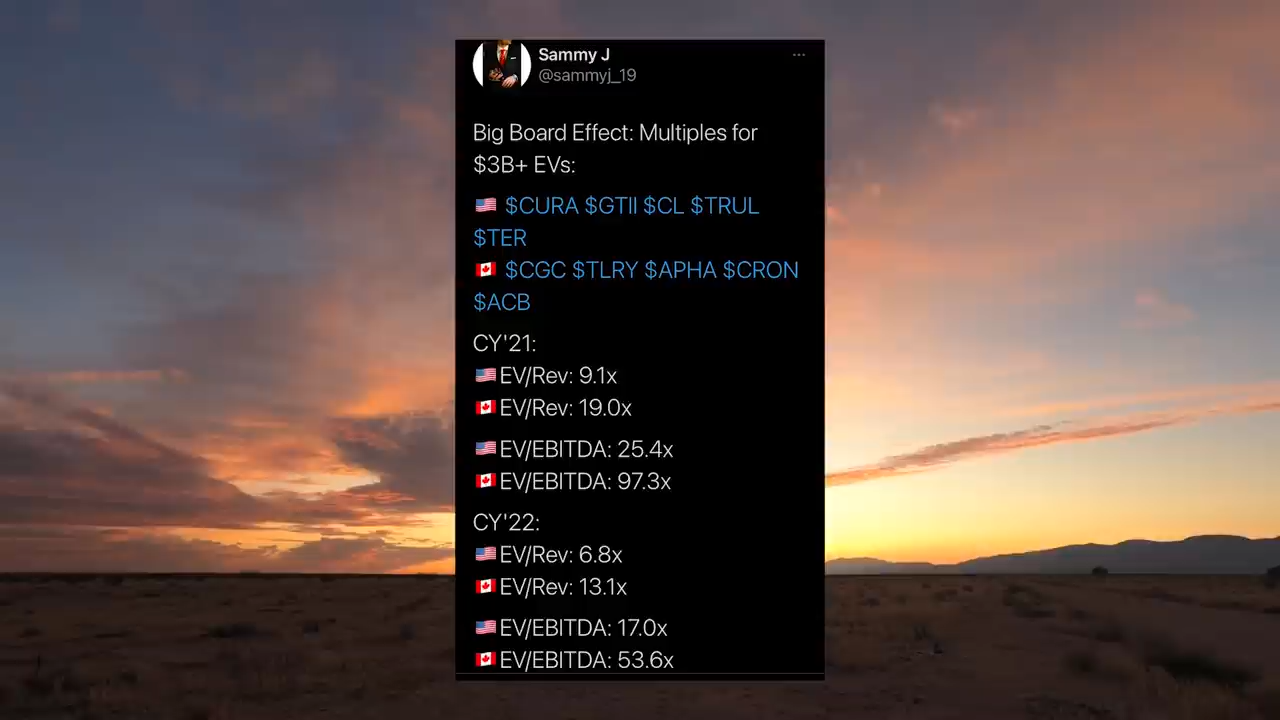 Sammy J
@sammyj_19
Big Board Effect: Multiples for
$3B+ EVs:
🇺🇸 $CURA $GTII $CL $TRUL
$TER
🇨🇦 $CGC $TLRY $APHA $CRON
$ACB
CY'21:
🇺🇸EV/Rev: 9.1x
🇨🇦EV/Rev: 19.0x
🇺🇸EV/EBITDA: 25.4x
🇨🇦EV/EBITDA: 97.3x
CY'22:
🇺🇸EV/Rev: 6.8x
🇨🇦EV/Rev: 13.1x
🇺🇸EV/EBITDA: 17.0x
🇨🇦EV/EBITDA: 53.6x